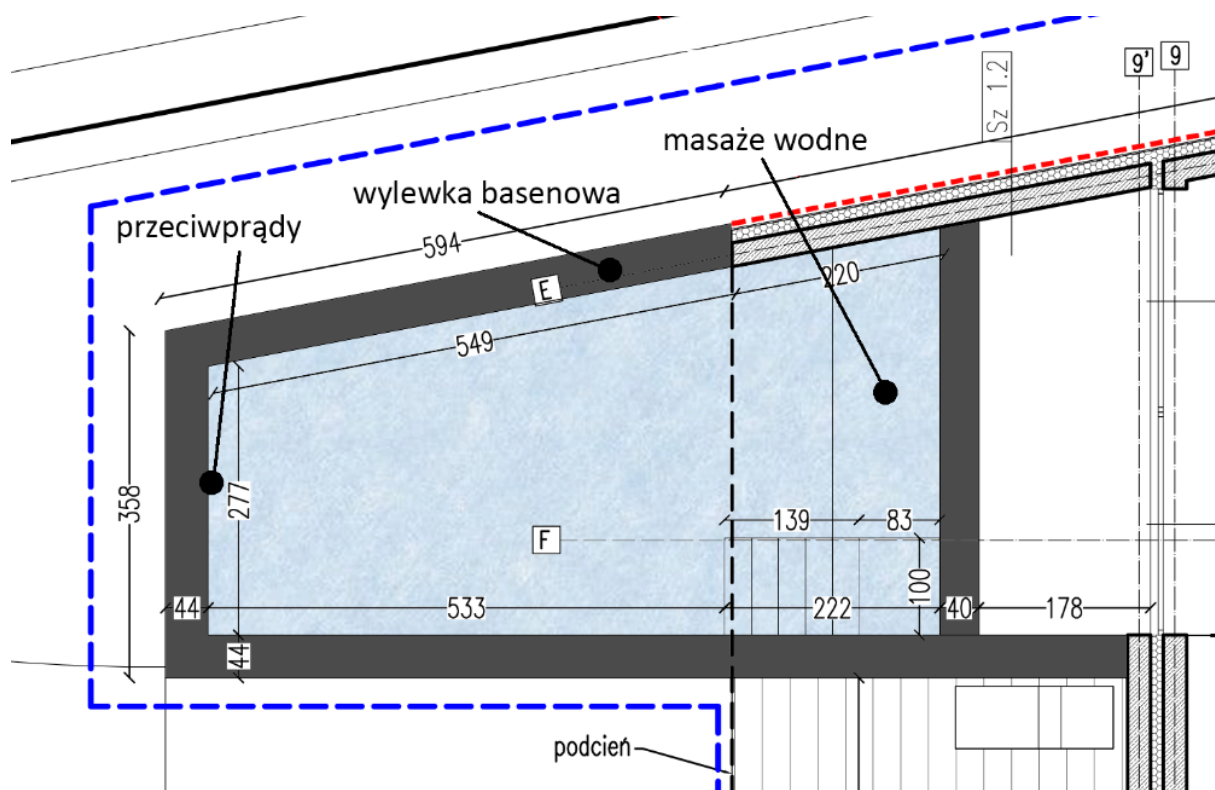 9'
9
Sz 1.2
masaże wodne
wylewka basenowa
przeciwprądy
594
E
220
549
358
277
139
83
F
100
44
533
222
40
178
44
podcień